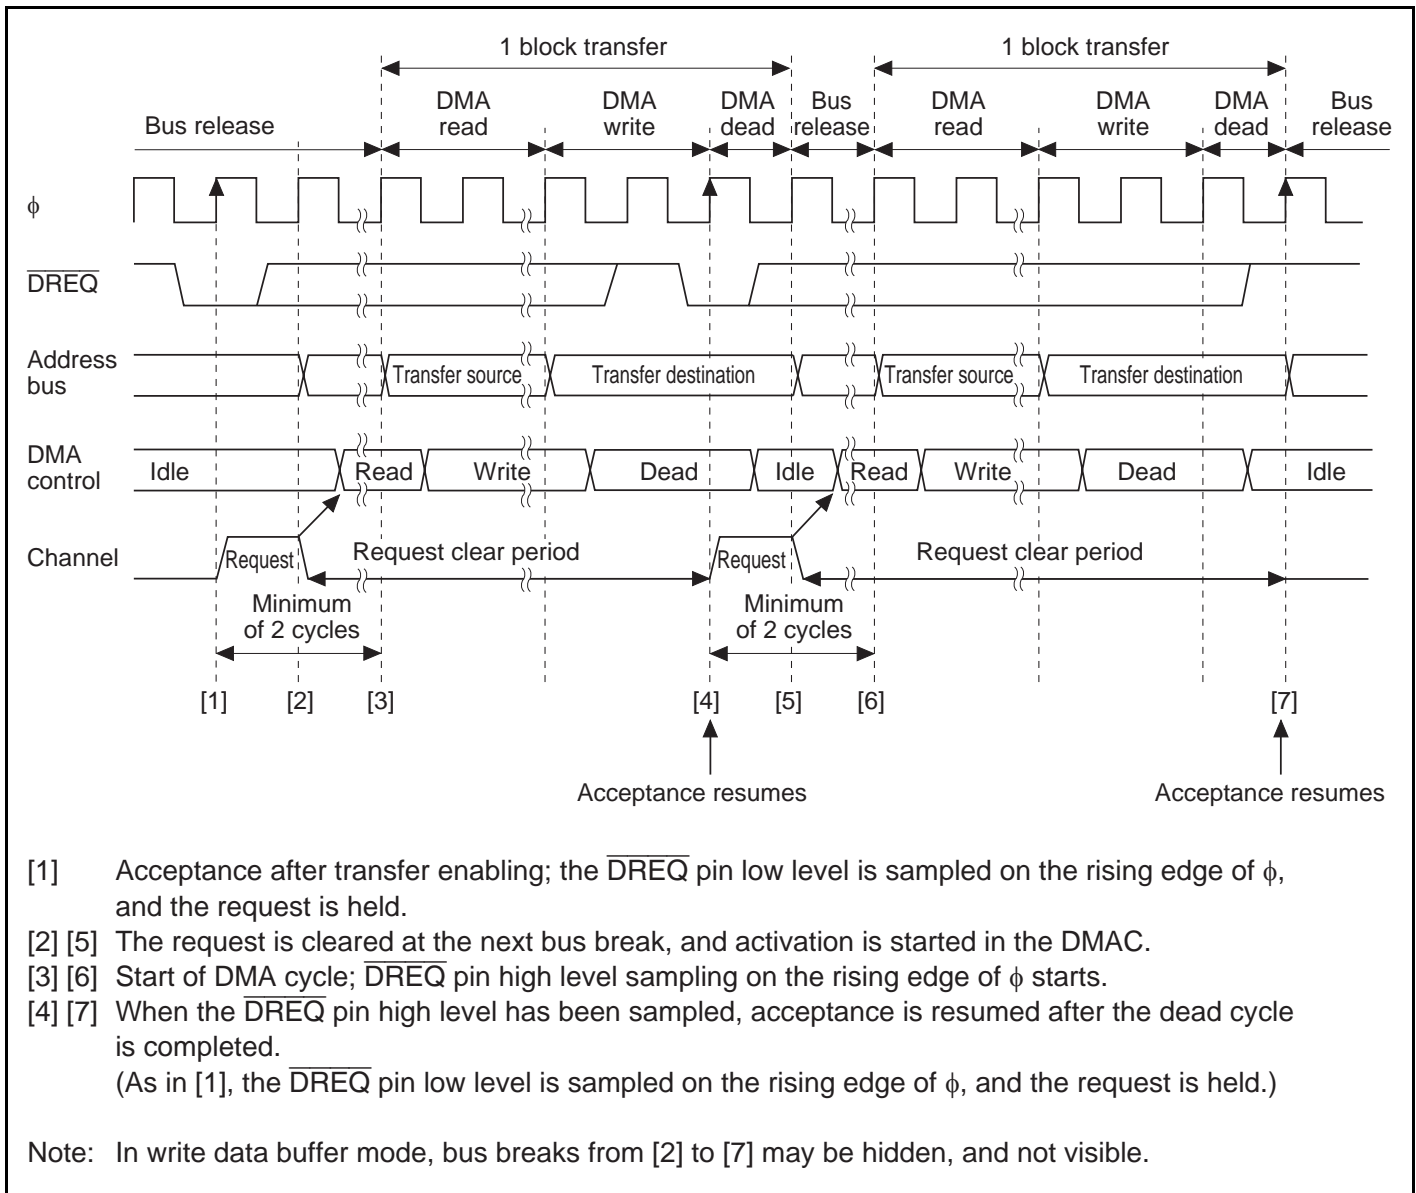 1 block transfer 1 block transfer
Bus release DMA read DMA write DMA dead Bus release DMA read DMA write DMA dead Bus release
ϕ
DREQ
Address bus Transfer source Transfer destination Transfer source Transfer destination
DMA control Idle Read Write Dead Idle Read Write Dead Idle
Channel Request Request clear period Request Request clear period
Minimum of 2 cycles Minimum of 2 cycles
[1] [2] [3] [4] [5] [6] [7]
Acceptance resumes Acceptance resumes
[1] Acceptance after transfer enabling; the DREQ pin low level is sampled on the rising edge of ϕ,
and the request is held.
[2] [5] The request is cleared at the next bus break, and activation is started in the DMAC.
[3] [6] Start of DMA cycle; DREQ pin high level sampling on the rising edge of ϕ starts.
[4] [7] When the DREQ pin high level has been sampled, acceptance is resumed after the dead cycle
is completed.
(As in [1], the DREQ pin low level is sampled on the rising edge of ϕ, and the request is held.)
Note: In write data buffer mode, bus breaks from [2] to [7] may be hidden, and not visible.